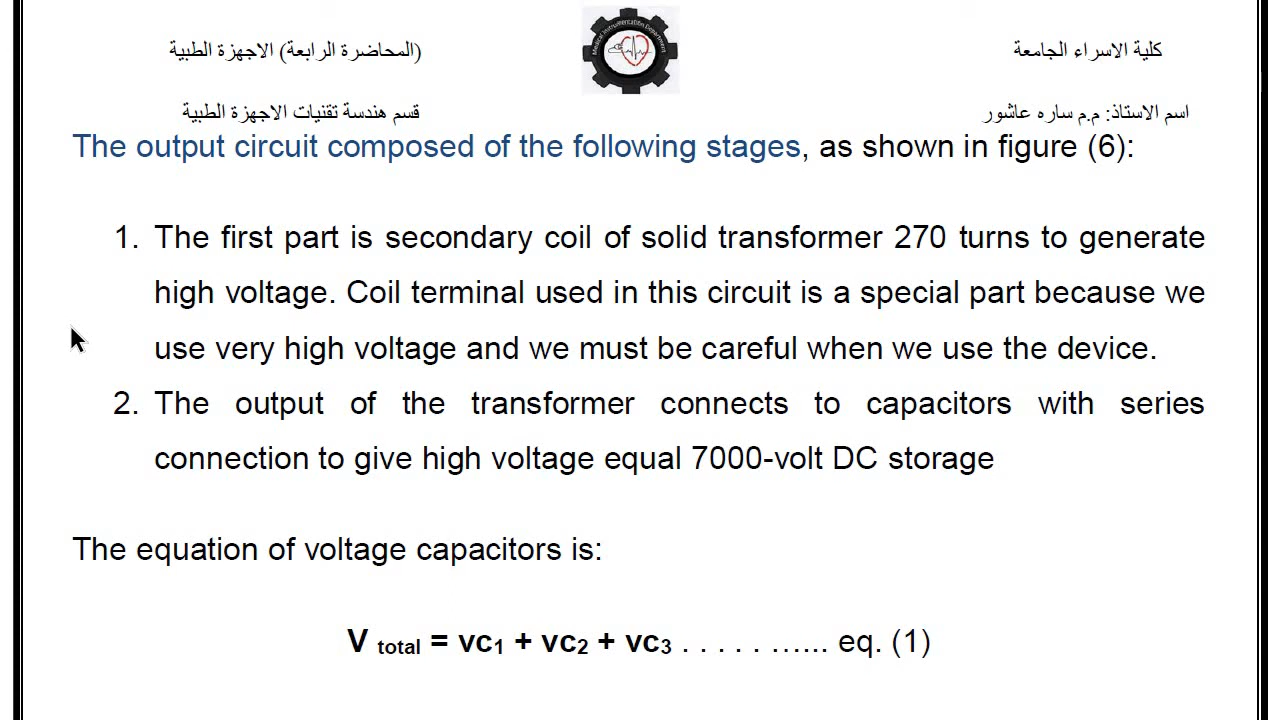 كلية الاسراء الجامعة
(المحاضرة الرابعة) الاجهزة الطبية
Medical Instrumentation Department
اسم الاستاذ: م.م ساره عاشور
قسم هندسة تقنيات الاجهزة الطبية
The output circuit composed of the following stages, as shown in figure (6):
1. The first part is secondary coil of solid transformer 270 turns to generate
high voltage. Coil terminal used in this circuit is a special part because we
use very high voltage and we must be careful when we use the device.
2. The output of the transformer connects to capacitors with series
connection to give high voltage equal 7000-volt DC storage
The equation of voltage capacitors is:
V total = vc1 + vc2 + vc3 . . . . . …... eq. (1)